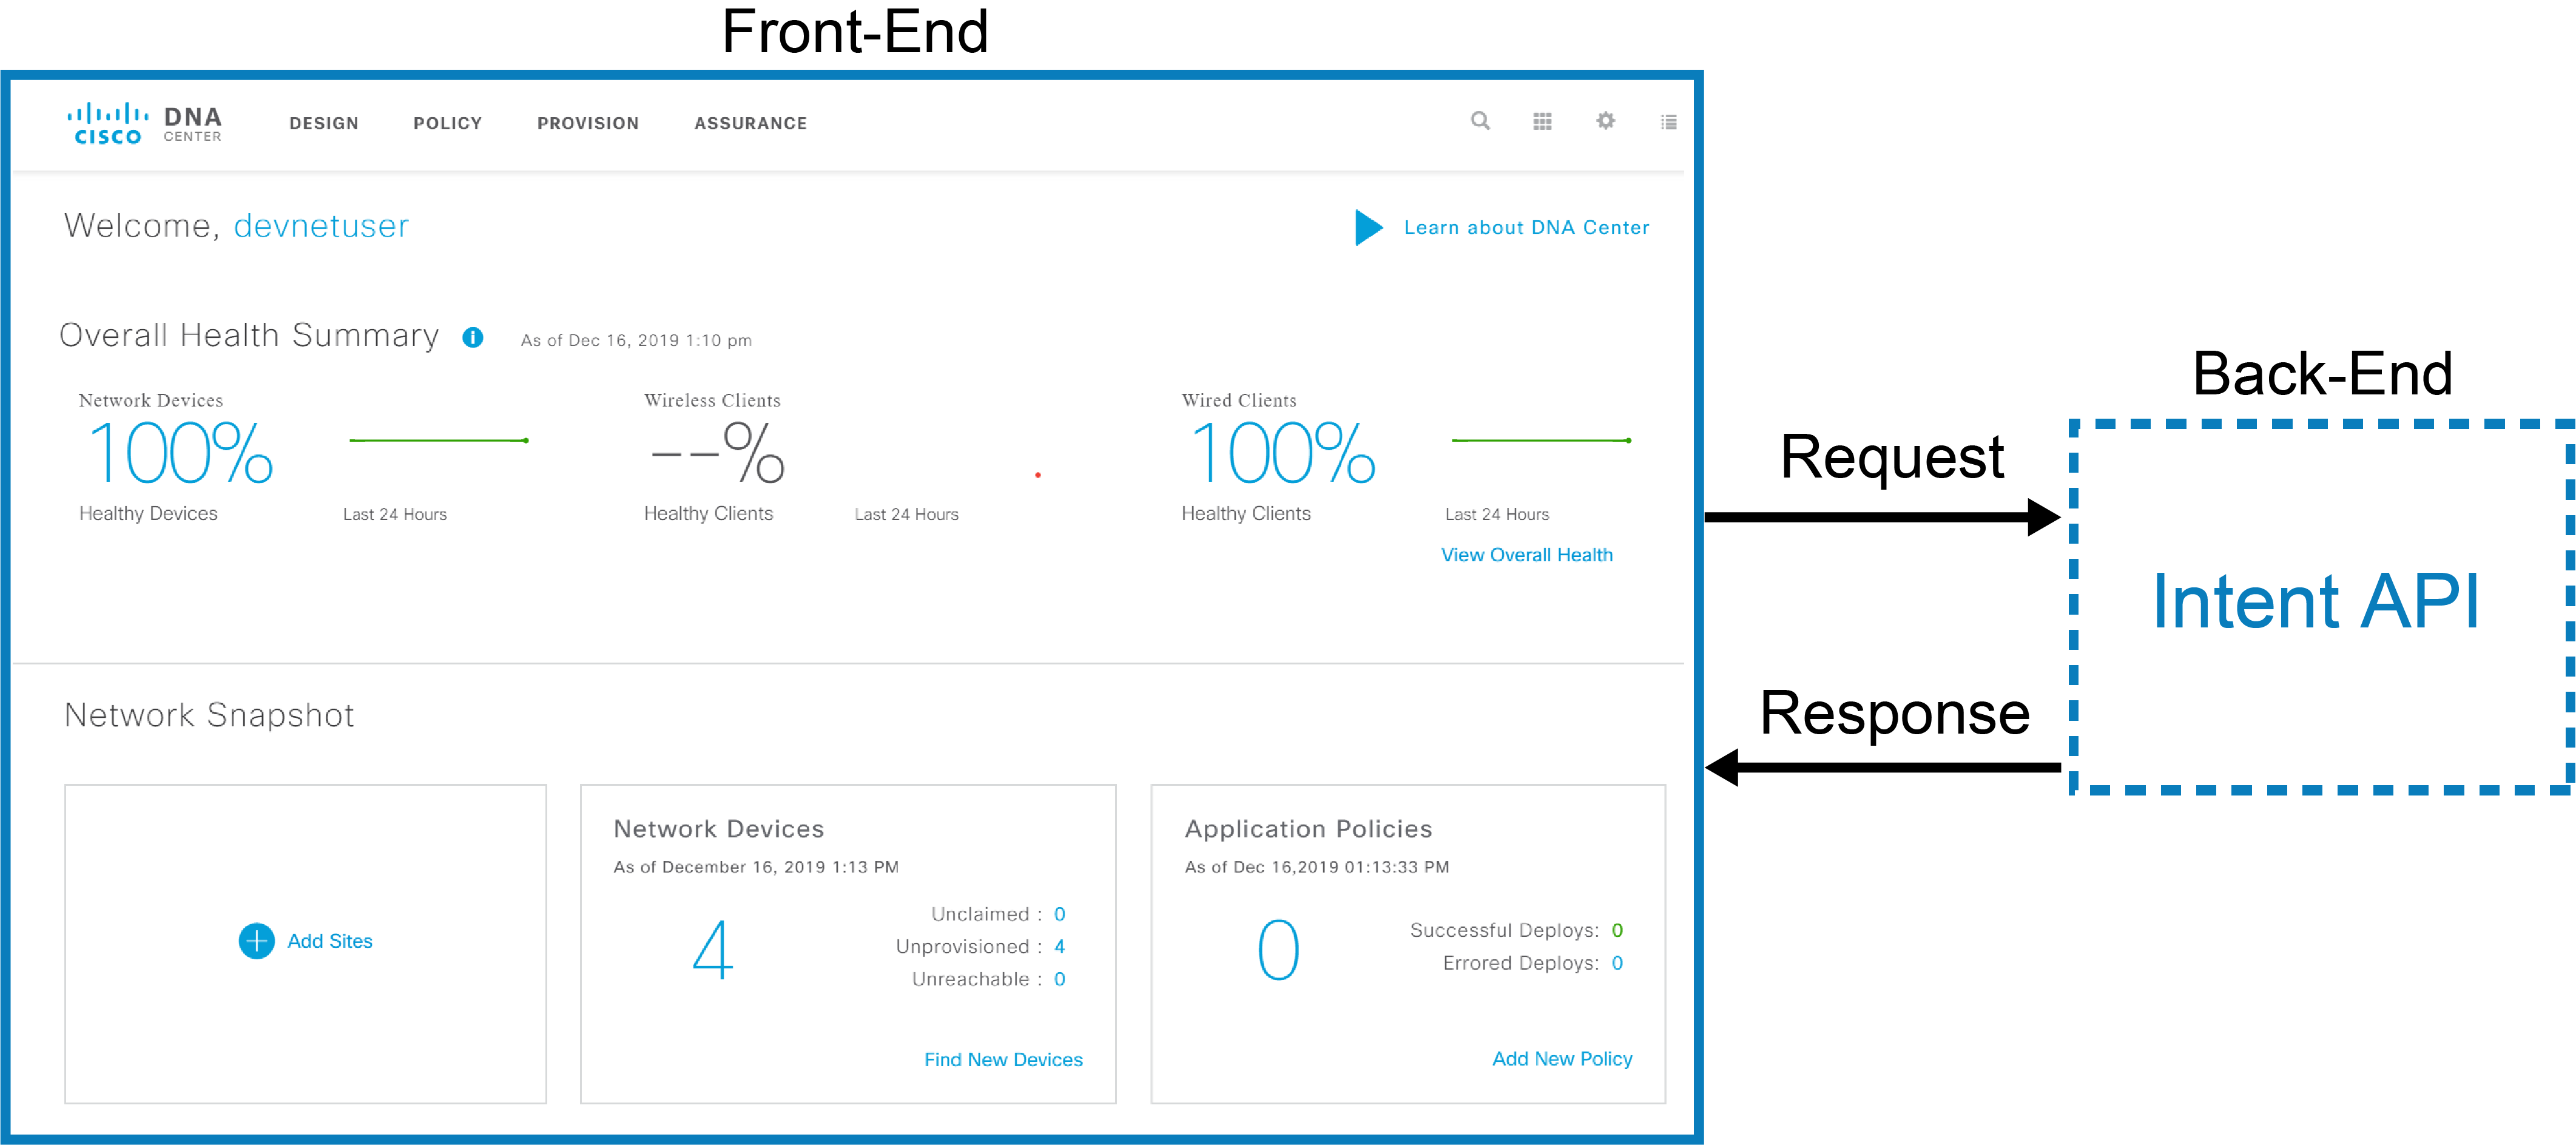 Front-End
CISCO DNA CENTER DESIGN POLICY PROVISION ASSURANCE
Welcome, devnetuser
Learn about DNA Center
Overall Health Summary i As of Dec 16, 2019 1:10 pm
Network Devices
100%
Healthy Devices
Last 24 Hours
Wireless Clients
--%
Healthy Clients
Last 24 Hours
Wired Clients
100%
Healthy Clients
Last 24 Hours
View Overall Health
Network Snapshot
Add Sites
Network Devices
As of December 16, 2019 1:13 PM
4
Unclaimed : 0
Unprovisioned : 4
Unreachable : 0
Find New Devices
Application Policies
As of Dec 16,2019 01:13:33 PM
0
Successful Deploys: 0
Errored Deploys: 0
Add New Policy
Request
Response
Back-End
Intent API